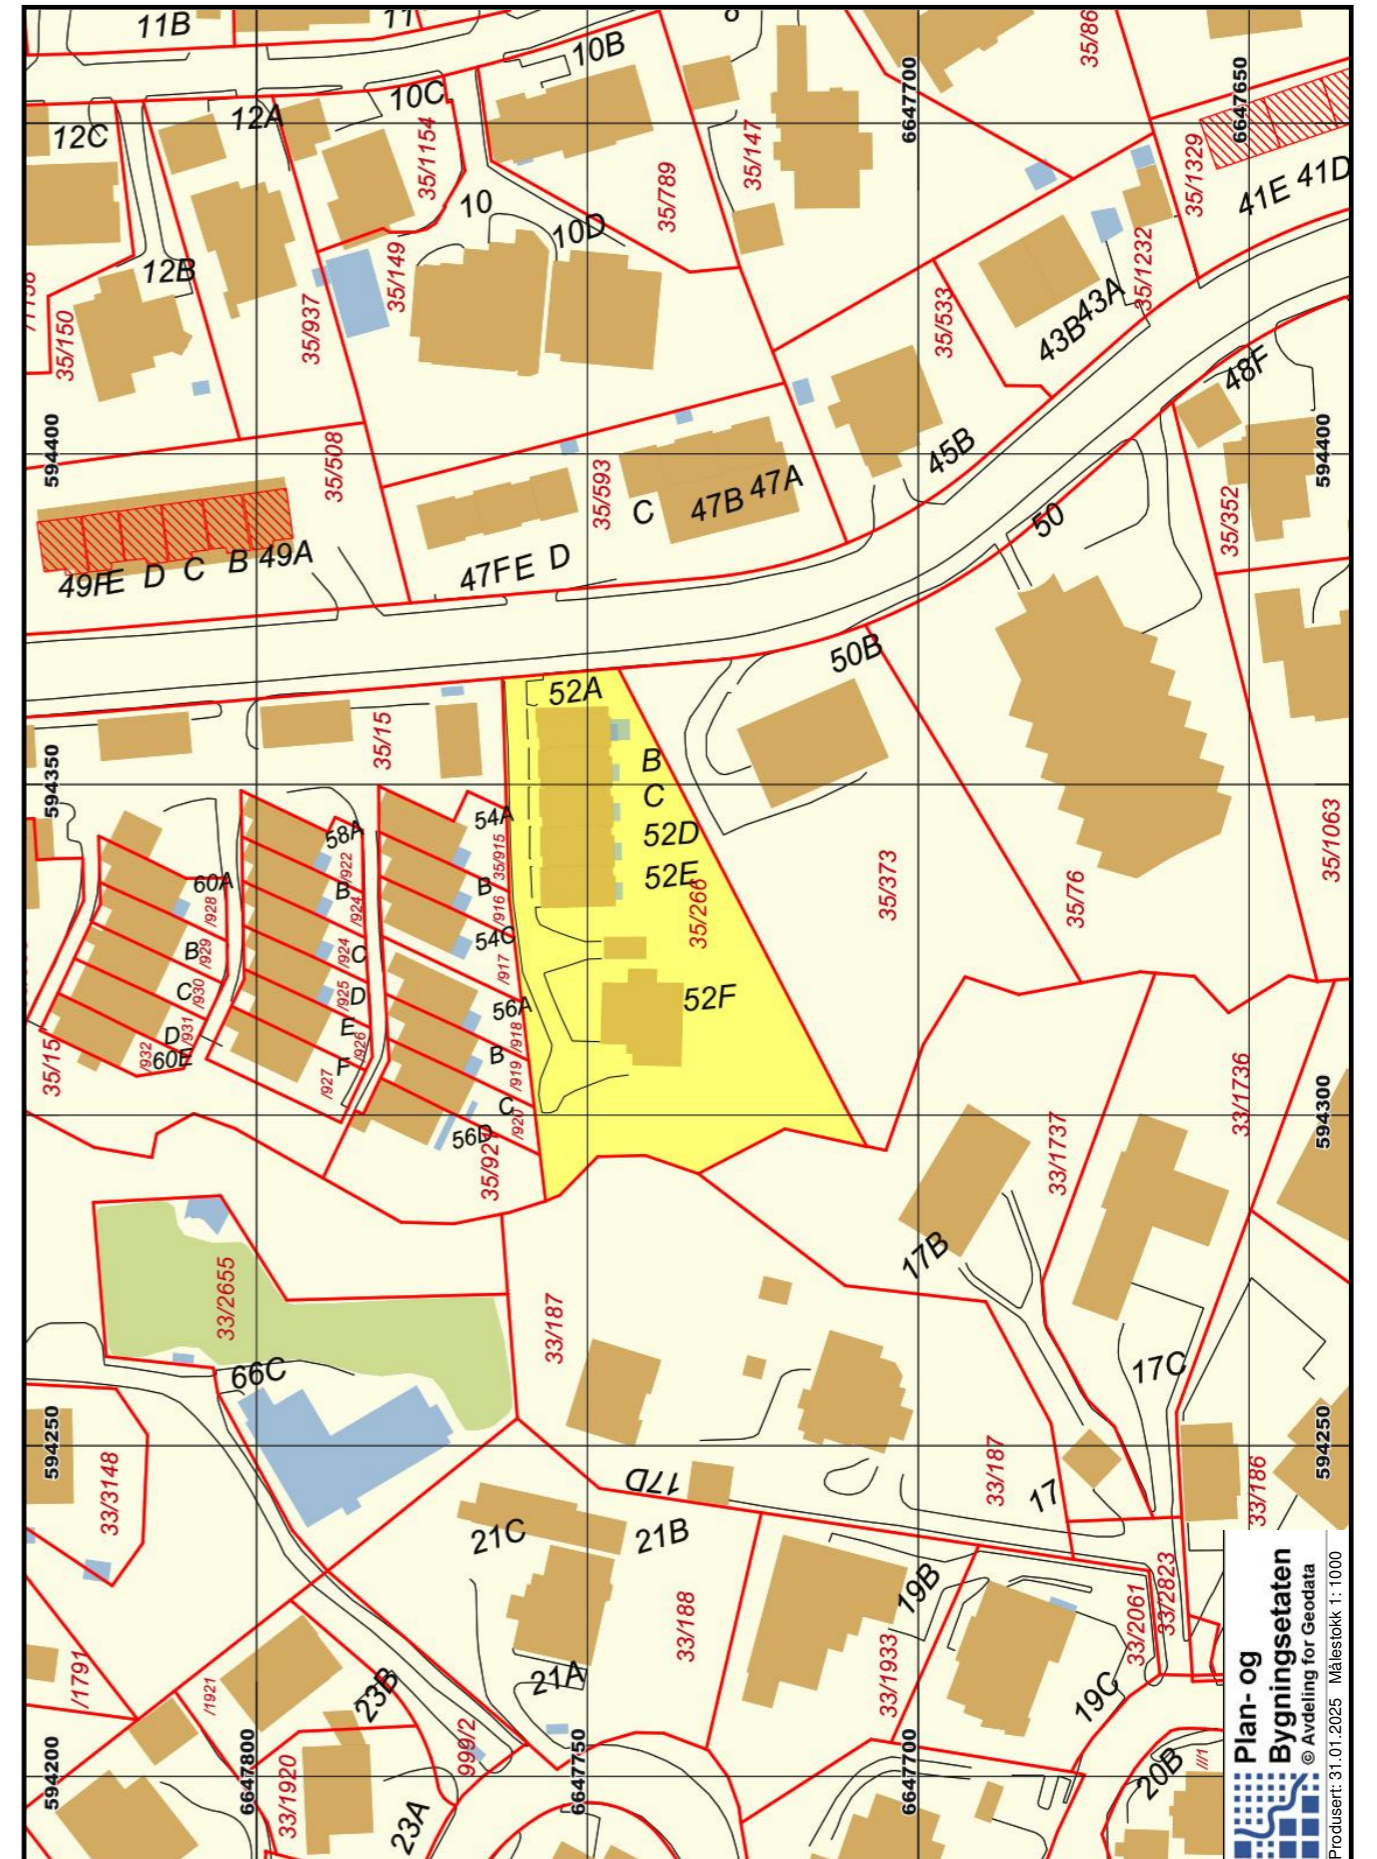 11B
11
10B
35/86
6647700
6647650
12C
12A
10C
35/1154
35/147
35/1329
41E 41D
10
10D
35/789
12B
35/149
35/150
35/937
35/533
35/1232
43B 43A
48F
594400
35/508
35/593
C
47B 47A
45B
594400
50
35/352
49F E D C B 49A
47F E D
50B
52A
35/15
B
C
52D
52E
35/266
52F
594350
54A
35/915
B
/916
54C
/917
58A
/922
B
/924
/924
C
/925
D
E
/926
F
/927
60A
/928
B
/929
C
/930
D
/931
60E
/932
35/15
56A
/918
B
/919
C
/920
56D
35/373
35/76
35/1063
33/1737
33/1736
594300
33/2655
33/187
17B
66C
17C
594250
594250
33/3148
17D
33/187
17
33/186
21C
21B
33/188
19B
33/2061
33/2823
33/1933
19C
21A
23B
/1791
/1921
999/2
594200
6647800
6647750
6647700
33/1920
23A
20B
Plan- og
Bygningsetaten
© Avdeling for Geodata
Produsert: 31.01.2025 Målestokk 1: 1000